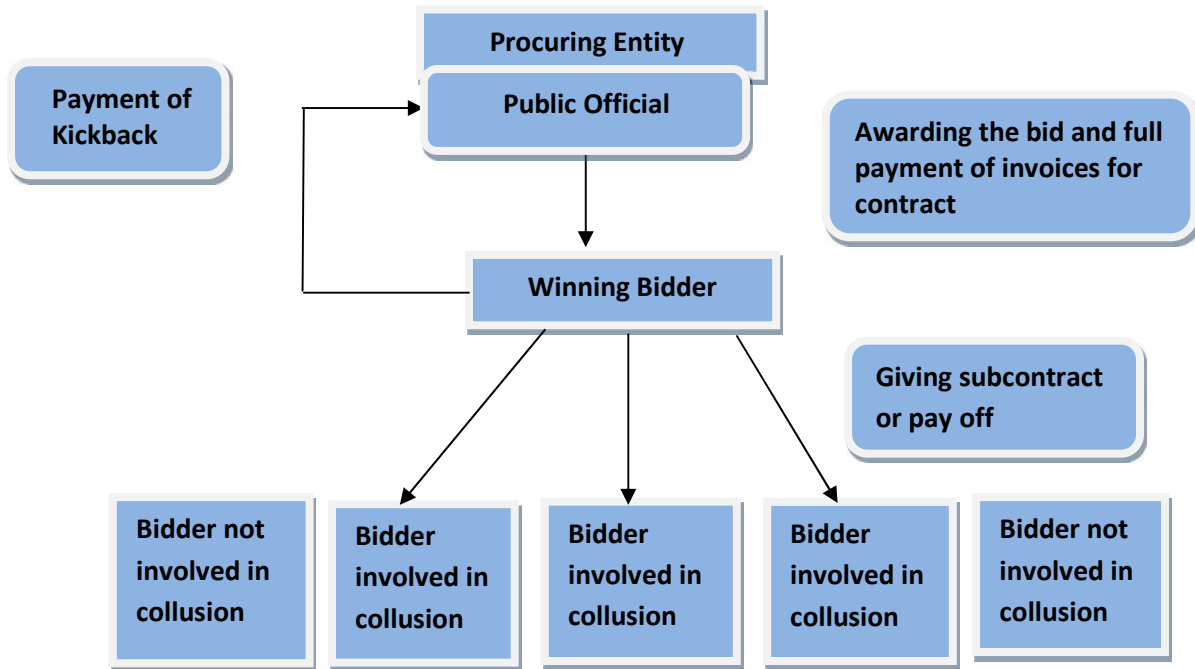 Procuring Entity
Public Official
Payment of
Kickback
Awarding the bid and full
payment of invoices for
contract
Winning Bidder
Giving subcontract
or pay off
Bidder not
involved in
collusion
Bidder
involved in
collusion
Bidder
involved in
collusion
Bidder
involved in
collusion
Bidder not
involved in
collusion